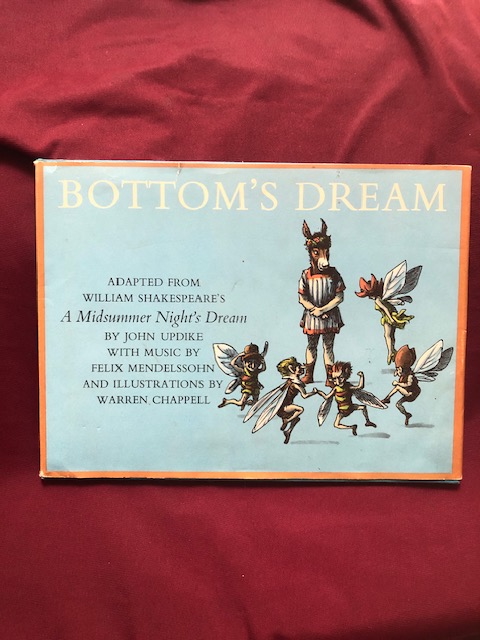 BOTTOM'S DREAM
ADAPTED FROM
WILLIAM SHAKESPEARE'S
A Midsummer Night's Dream
BY JOHN UPDIKE
WITH MUSIC BY
FELIX MENDELSSOHN
AND ILLUSTRATIONS BY
WARREN CHAPPELL